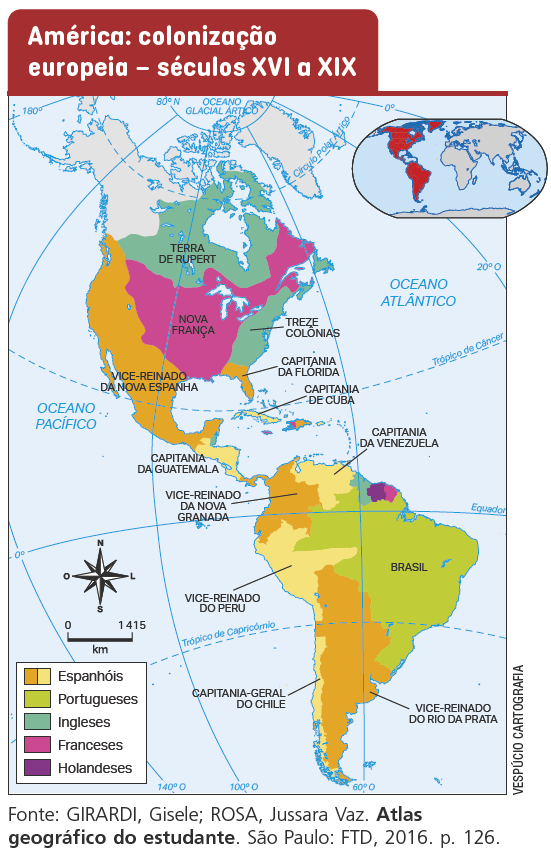 América: colonização
europeia – séculos XVI a XIX
180°
80° N
OCEANO
GLACIAL ÁRTICO
0°
Círculo Polar Ártico
TERRA
DE RUPERT
20° O
OCEANO
ATLÂNTICO
NOVA
FRANÇA
TREZE
COLÔNIAS
Trópico de Câncer
CAPITANIA
DA FLÓRIDA
VICE-REINADO
DA NOVA ESPANHA
CAPITANIA
DE CUBA
OCEANO
PACÍFICO
CAPITANIA
DA VENEZUELA
CAPITANIA
DA GUATEMALA
VICE-REINADO
DA NOVA
GRANADA
Equador
0°
N
O
L
S
BRASIL
VICE-REINADO
DO PERU
0
1 415
km
Trópico de Capricórnio
Espanhóis
Portugueses
Ingleses
Franceses
Holandeses
CAPITANIA-GERAL
DO CHILE
VICE-REINADO
DO RIO DA PRATA
140° O
100° O
60° O
VESPÚCIO CARTOGRAFIA
Fonte: GIRARDI, Gisele; ROSA, Jussara Vaz. Atlas
geográfico do estudante. São Paulo: FTD, 2016. p. 126.